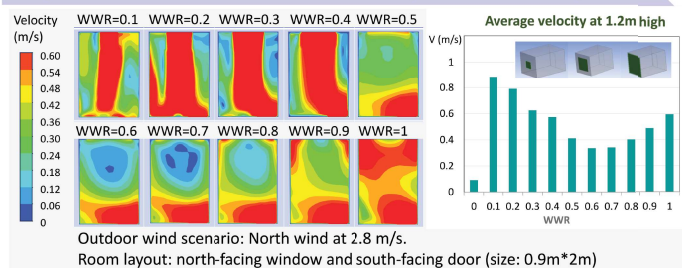 Velocity
(m/s)
WWR=0.1 WWR=0.2 WWR=0.3 WWR=0.4 WWR=0.5
0.60
0.54
0.48
0.42
0.36
0.30
0.24
0.18
0.12
0.06
0
WWR=0.6 WWR=0.7 WWR=0.8 WWR=0.9 WWR=1
Outdoor wind scenario: North wind at 2.8 m/s.
Room layout: north-facing window and south-facing door (size: 0.9m*2m)
Average velocity at 1.2m high
V (m/s)
1
0.8
0.6
0.4
0.2
0
0 0.1 0.2 0.3 0.4 0.5 0.6 0.7 0.8 0.9 1
WWR